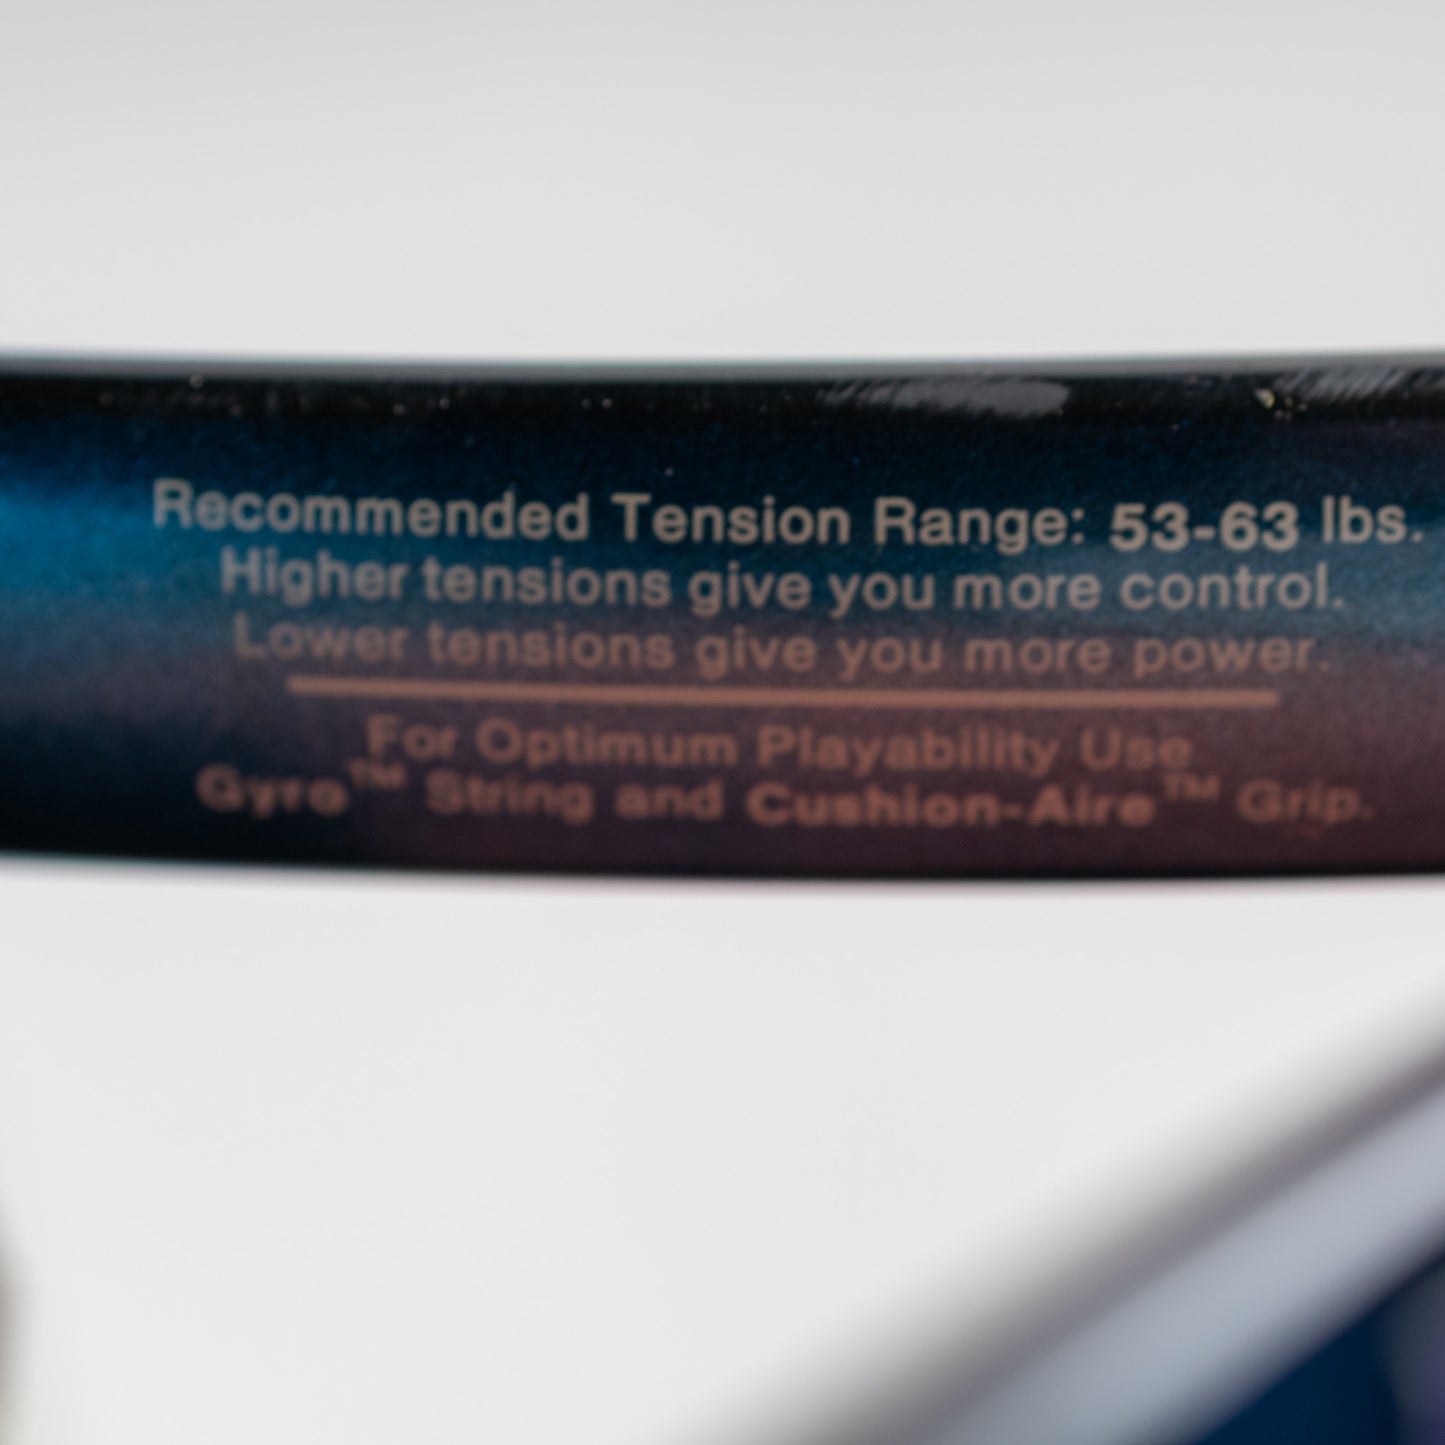 Recommended Tension Range: 53-63 lbs.
Higher tensions give you more control.
Lower tensions give you more power.
For Optimum Playability Use
Gyro™ String and Cushion-Aire™ Grip.